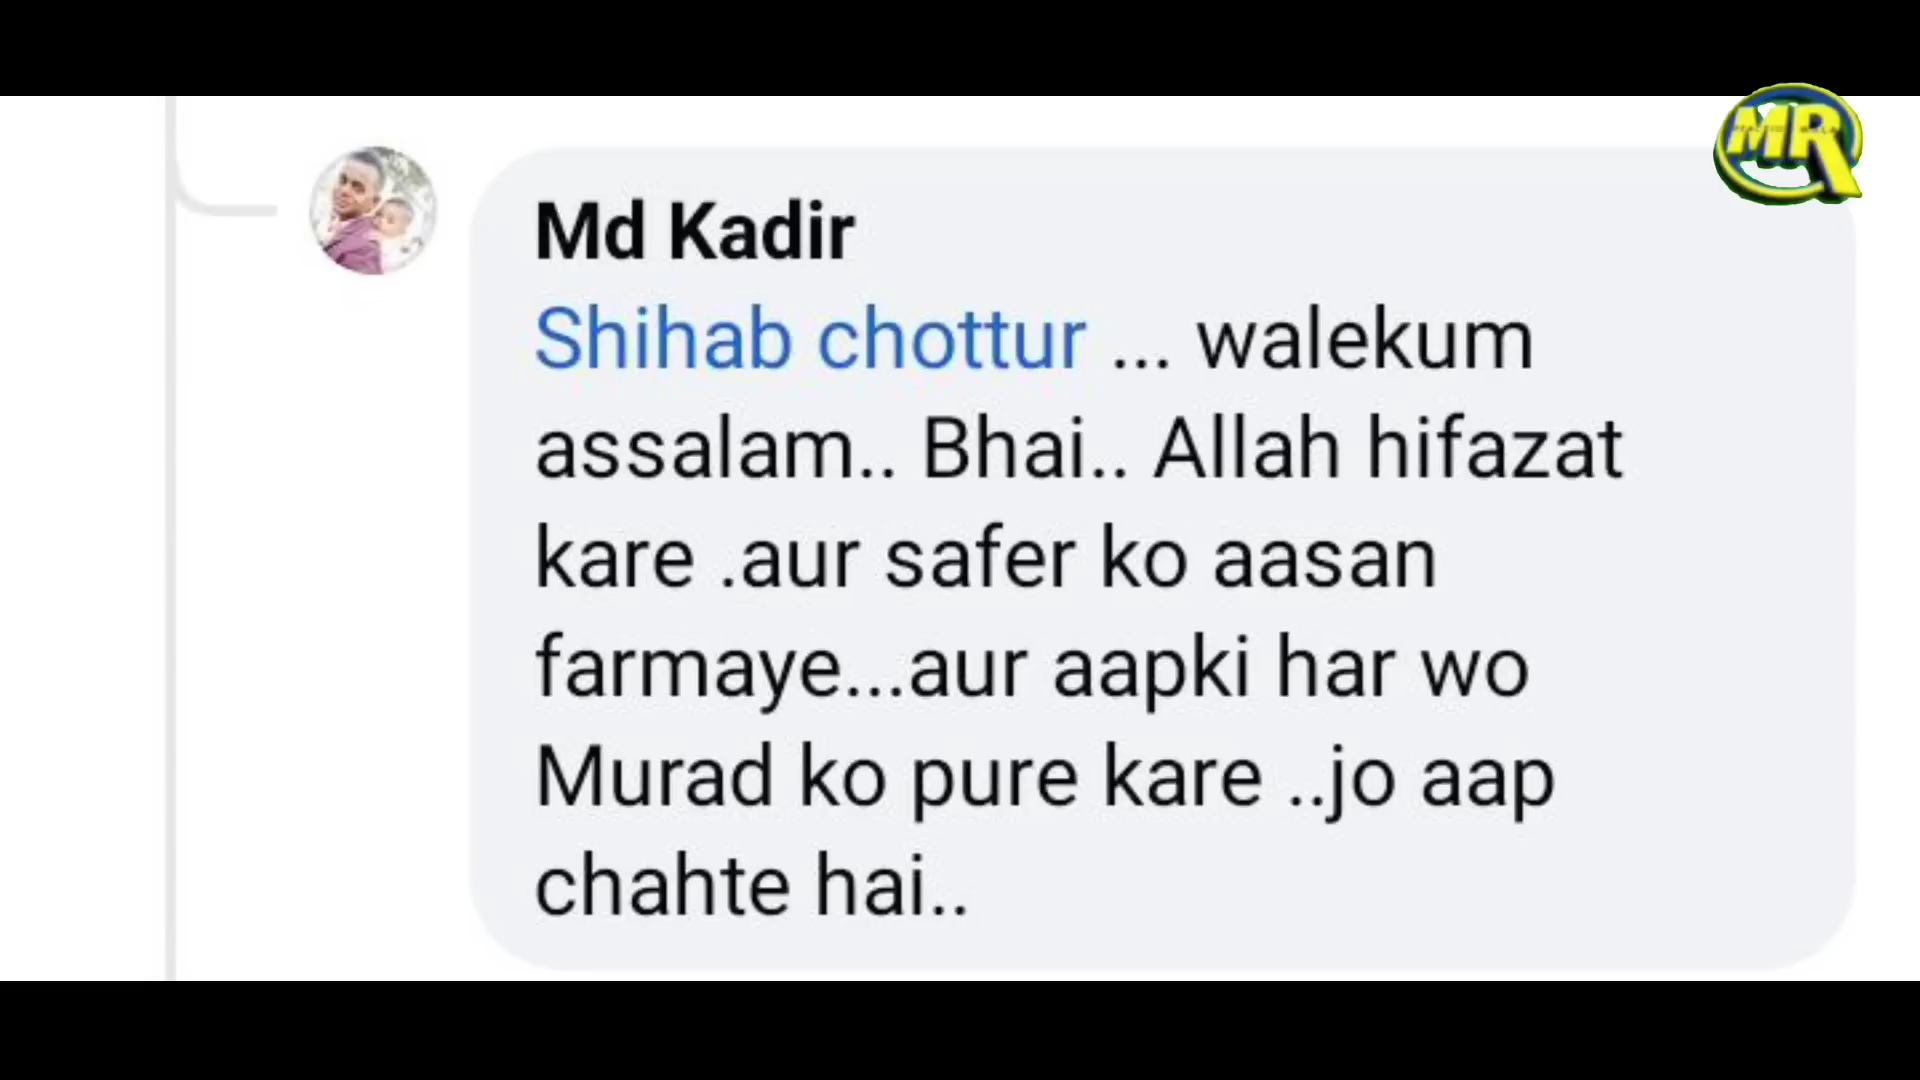 MR
Md Kadir
Shihab chottur ... walekum
assalam.. Bhai.. Allah hifazat
kare .aur safer ko aasan
farmaye...aur aapki har wo
Murad ko pure kare ..jo aap
chahte hai..